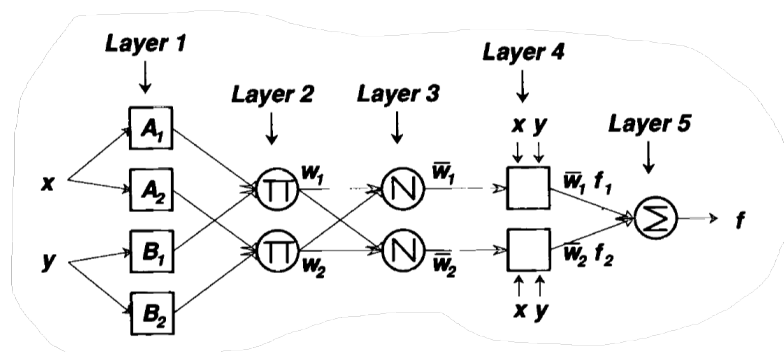 Layer 1
Layer 4
Layer 2 Layer 3
x y Layer 5
A₁
w₁ w̅₁ w̅₁ f₁
x Π N
A₂
Σ f
y B₁
Π N
w₂ w̅₂ w̅₂ f₂
B₂
x y